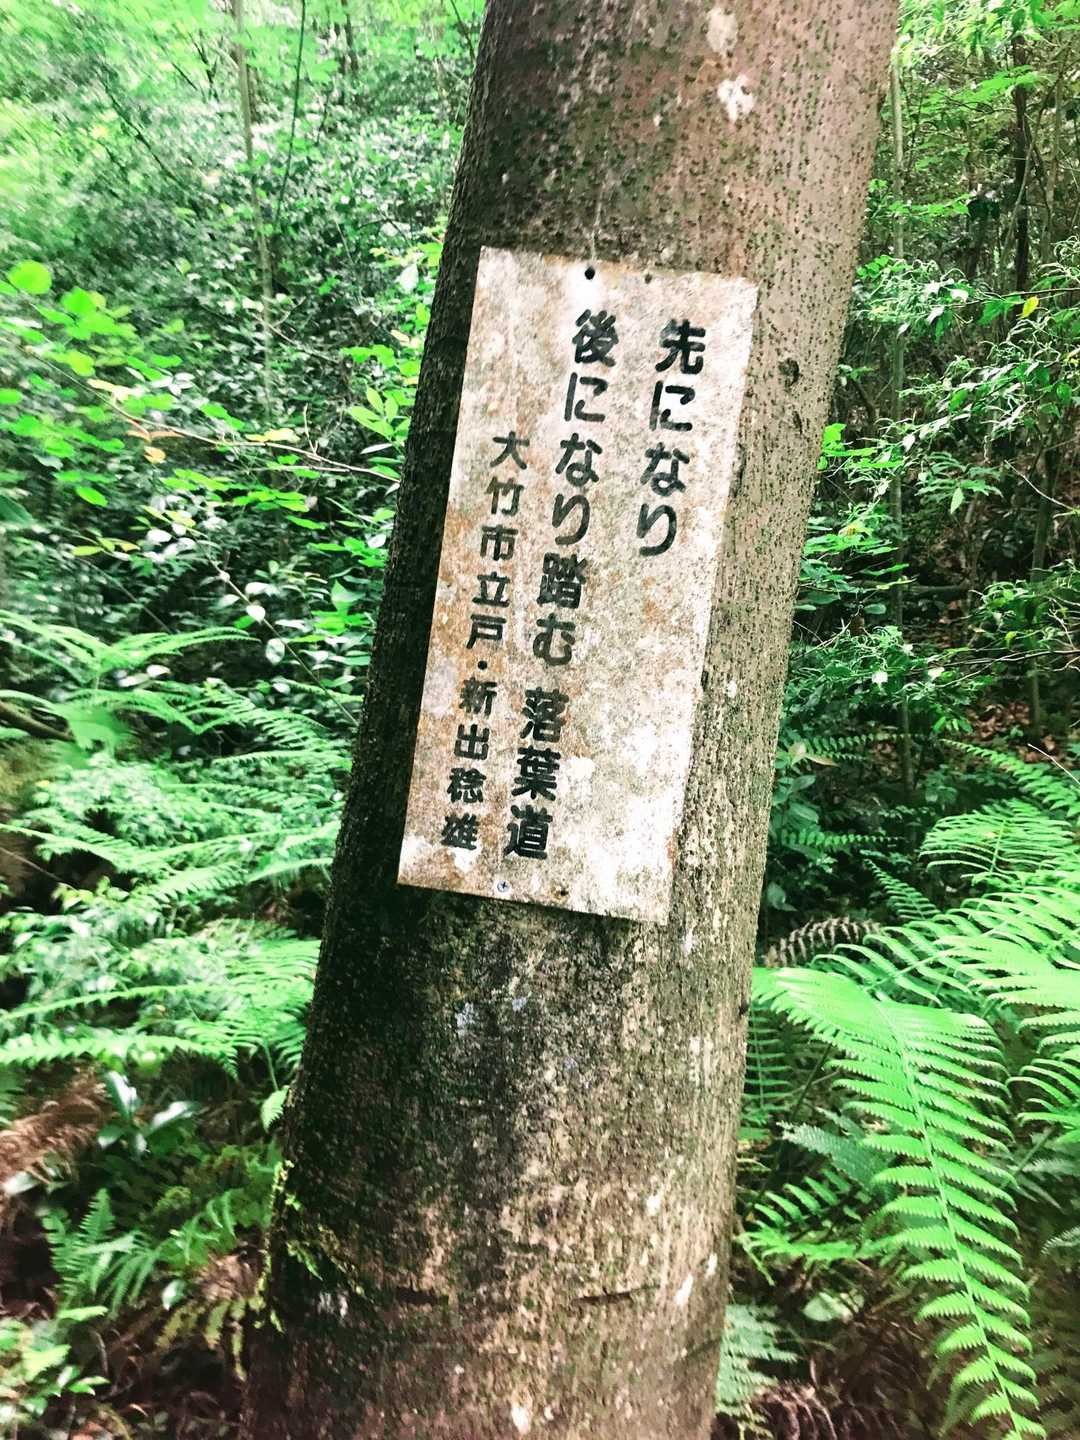 先になり
後になり踏む落葉道
大竹市立戸・新出稔雄